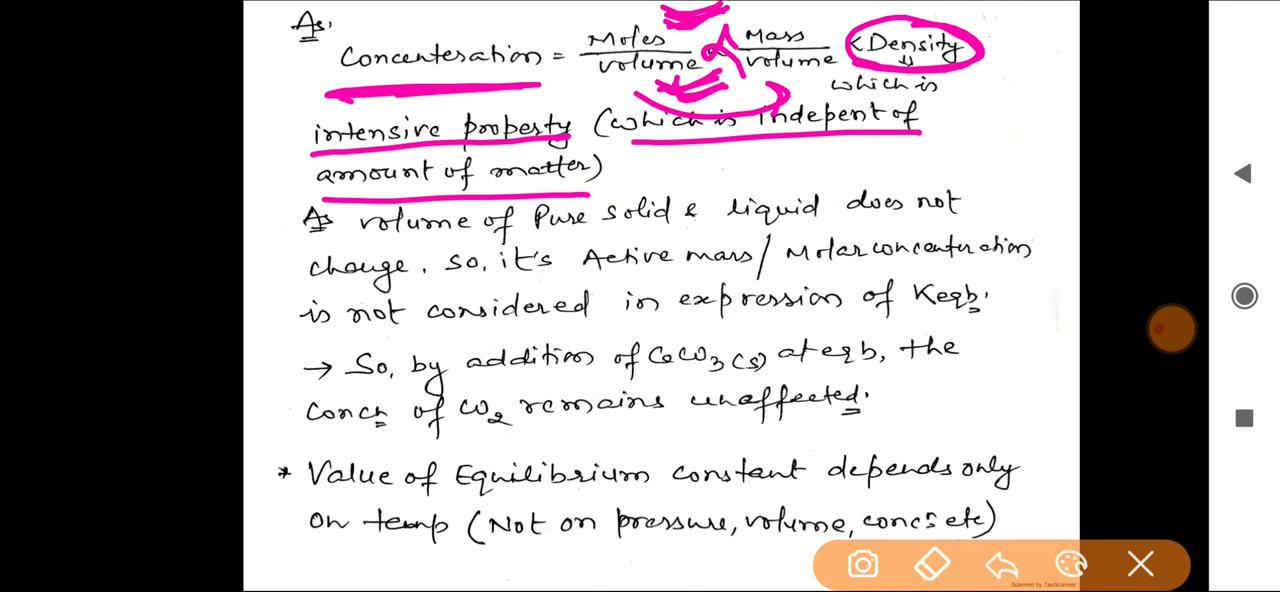 As,
Concenteration = Moles/volume ∝ Mass/volume <Density
which is
intensive property (which is indepent of
amount of matter)
As volume of Pure solid & liquid does not
change. So, it's Active mass/Molar concenteration
is not considered in expression of Keqb.
→ So, by addition of CaCO3(s) at eqb, the
Concn of CO2 remains unaffected.
* Value of Equilibrium constant depends only
on temp (Not on pressure, volume, concn etc)
Scanned by TapScanner